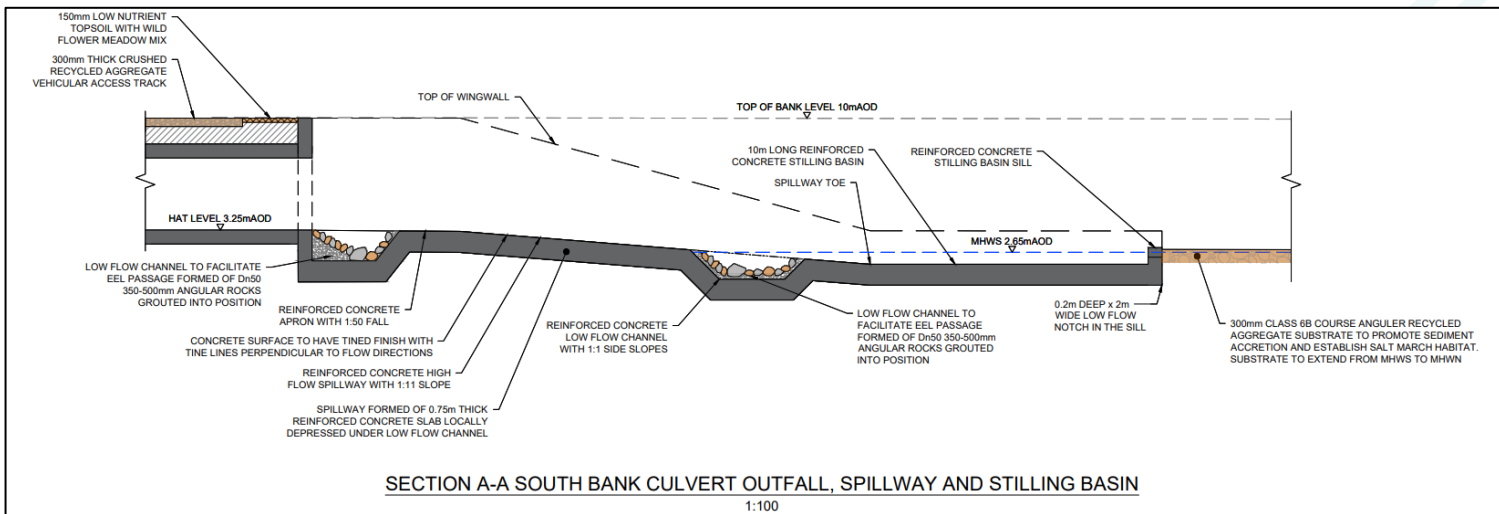 150mm LOW NUTRIENT
TOPSOIL WITH WILD
FLOWER MEADOW MIX
300mm THICK CRUSHED
RECYCLED AGGREGATE
VEHICULAR ACCESS TRACK
TOP OF WINGWALL
TOP OF BANK LEVEL 10mAOD
10m LONG REINFORCED
CONCRETE STILLING BASIN
REINFORCED CONCRETE
STILLING BASIN SILL
SPILLWAY TOE
HAT LEVEL 3.25mAOD
MHWS 2.65mAOD
LOW FLOW CHANNEL TO FACILITATE
EEL PASSAGE FORMED OF Dn50
350-500mm ANGULAR ROCKS
GROUTED INTO POSITION
REINFORCED CONCRETE
APRON WITH 1:50 FALL
CONCRETE SURFACE TO HAVE TINED FINISH WITH
TINE LINES PERPENDICULAR TO FLOW DIRECTIONS
REINFORCED CONCRETE HIGH
FLOW SPILLWAY WITH 1:11 SLOPE
SPILLWAY FORMED OF 0.75m THICK
REINFORCED CONCRETE SLAB LOCALLY
DEPRESSED UNDER LOW FLOW CHANNEL
REINFORCED CONCRETE
LOW FLOW CHANNEL
WITH 1:1 SIDE SLOPES
LOW FLOW CHANNEL TO
FACILITATE EEL PASSAGE
FORMED OF Dn50 350-500mm
ANGULAR ROCKS GROUTED
INTO POSITION
0.2m DEEP x 2m
WIDE LOW FLOW
NOTCH IN THE SILL
300mm CLASS 6B COURSE ANGULER RECYCLED
AGGREGATE SUBSTRATE TO PROMOTE SEDIMENT
ACCRETION AND ESTABLISH SALT MARCH HABITAT.
SUBSTRATE TO EXTEND FROM MHWS TO MHWN
SECTION A-A SOUTH BANK CULVERT OUTFALL, SPILLWAY AND STILLING BASIN
1:100